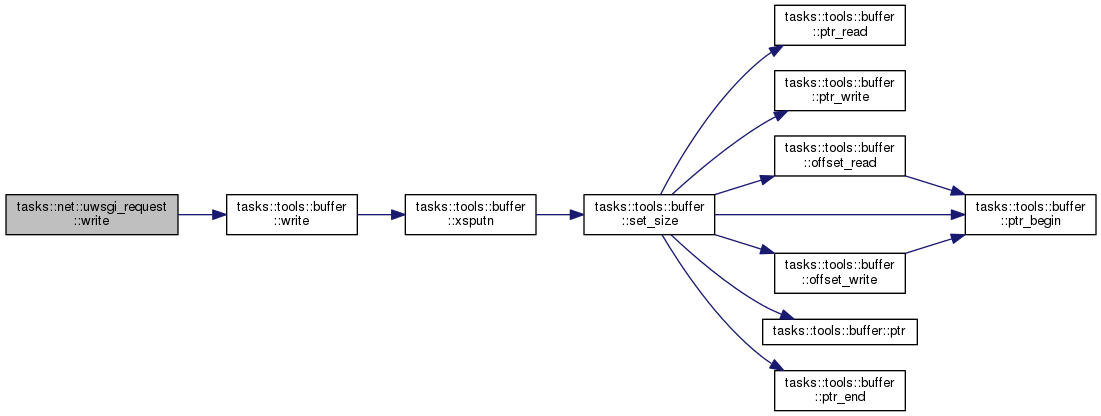 tasks::net::uwsgi_request
::write
tasks::tools::buffer
::write
tasks::tools::buffer
::xsputn
tasks::tools::buffer
::set_size
tasks::tools::buffer
::ptr_read
tasks::tools::buffer
::ptr_write
tasks::tools::buffer
::offset_read
tasks::tools::buffer
::offset_write
tasks::tools::buffer::ptr
tasks::tools::buffer
::ptr_end
tasks::tools::buffer
::ptr_begin